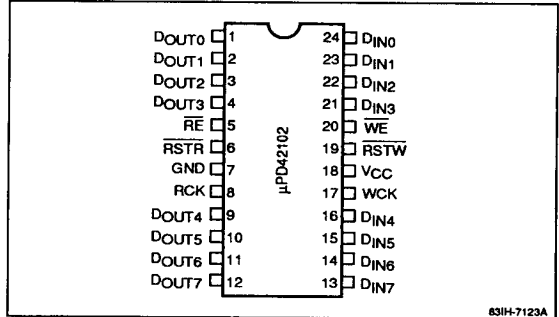 DOUT0 1 24 DIN0
DOUT1 2 23 DIN1
DOUT2 3 22 DIN2
DOUT3 4 21 DIN3
RE 5 20 WE
RSTR 6 19 RSTW
GND 7 18 VCC
RCK 8 17 WCK
DOUT4 9 16 DIN4
DOUT5 10 15 DIN5
DOUT6 11 14 DIN6
DOUT7 12 13 DIN7
μPD42102
83IH-7123A